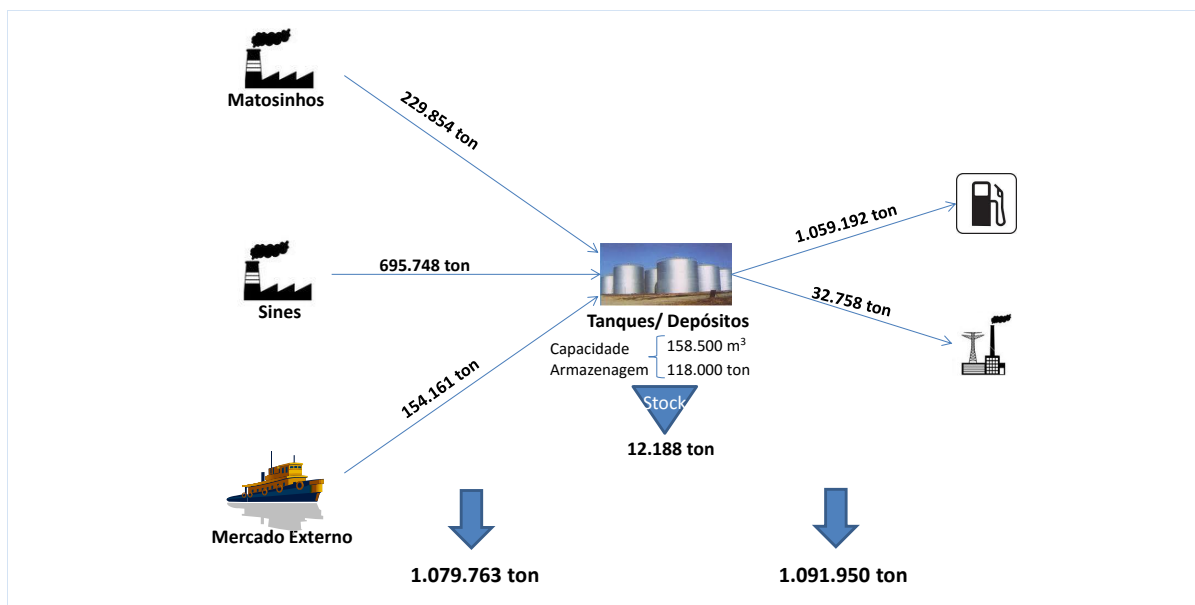 Matosinhos
229.854 ton
1.059.192 ton
695.748 ton
Sines
32.758 ton
Tanques/ Depósitos
Capacidade
Armazenagem
158.500 m³
118.000 ton
154.161 ton
Stock
12.188 ton
Mercado Externo
1.079.763 ton
1.091.950 ton